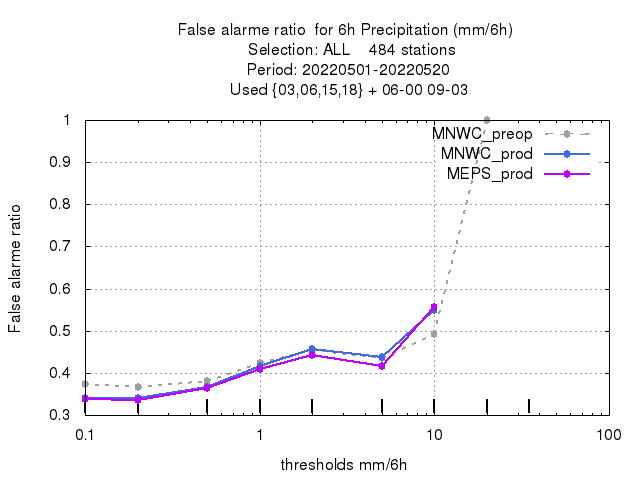 False alarme ratio  for 6h Precipitation (mm/6h)
Selection: ALL    484 stations
Period: 20220501-20220520
Used {03,06,15,18} + 06-00 09-03
1
0.9
0.8
0.7
0.6
0.5
0.4
0.3
False alarme ratio
MNWC_preop
MNWC_prod
MEPS_prod
0.1 1 10 100
thresholds mm/6h